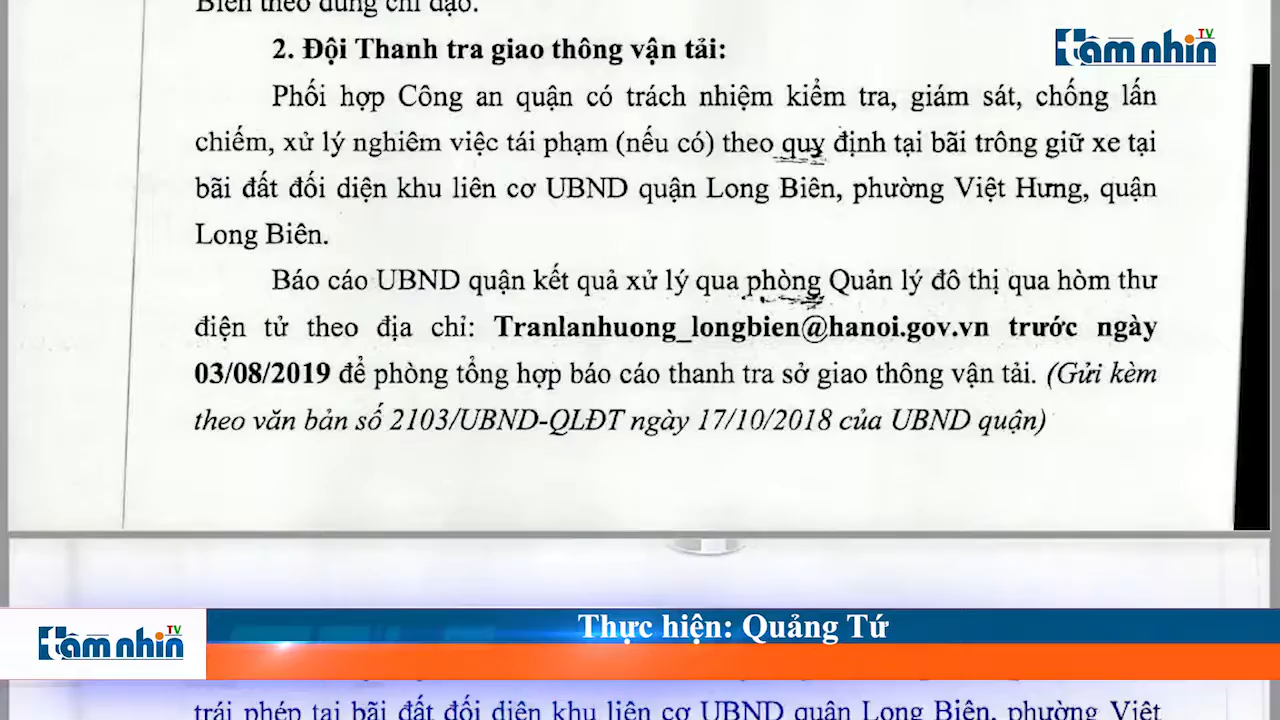 Biên theo đúng chỉ đạo.
tâm nhìn TV
2. Đội Thanh tra giao thông vận tải:
Phối hợp Công an quận có trách nhiệm kiểm tra, giám sát, chống lấn
chiếm, xử lý nghiêm việc tái phạm (nếu có) theo quy định tại bãi trông giữ xe tại
bãi đất đối diện khu liên cơ UBND quận Long Biên, phường Việt Hưng, quận
Long Biên.
Báo cáo UBND quận kết quả xử lý qua phòng Quản lý đô thị qua hòm thư
điện tử theo địa chỉ: Tranlanhuong_longbien@hanoi.gov.vn trước ngày
03/08/2019 để phòng tổng hợp báo cáo thanh tra sở giao thông vận tải. (Gửi kèm
theo văn bản số 2103/UBND-QLĐT ngày 17/10/2018 của UBND quận)
Thực hiện: Quảng Tứ
tâm nhìn TV
trái phép tại bãi đất đối diện khu liên cơ UBND quận Long Biên, phường Việt